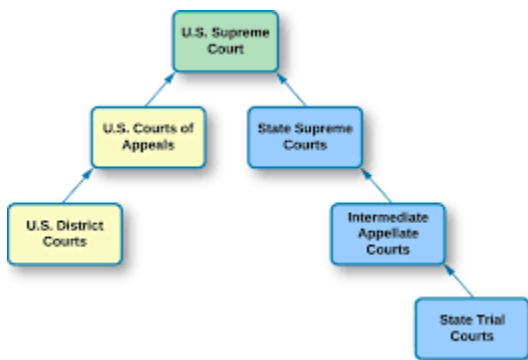 U.S. Supreme
Court
U.S. Courts of
Appeals
State Supreme
Courts
U.S. District
Courts
Intermediate
Appellate
Courts
State Trial
Courts